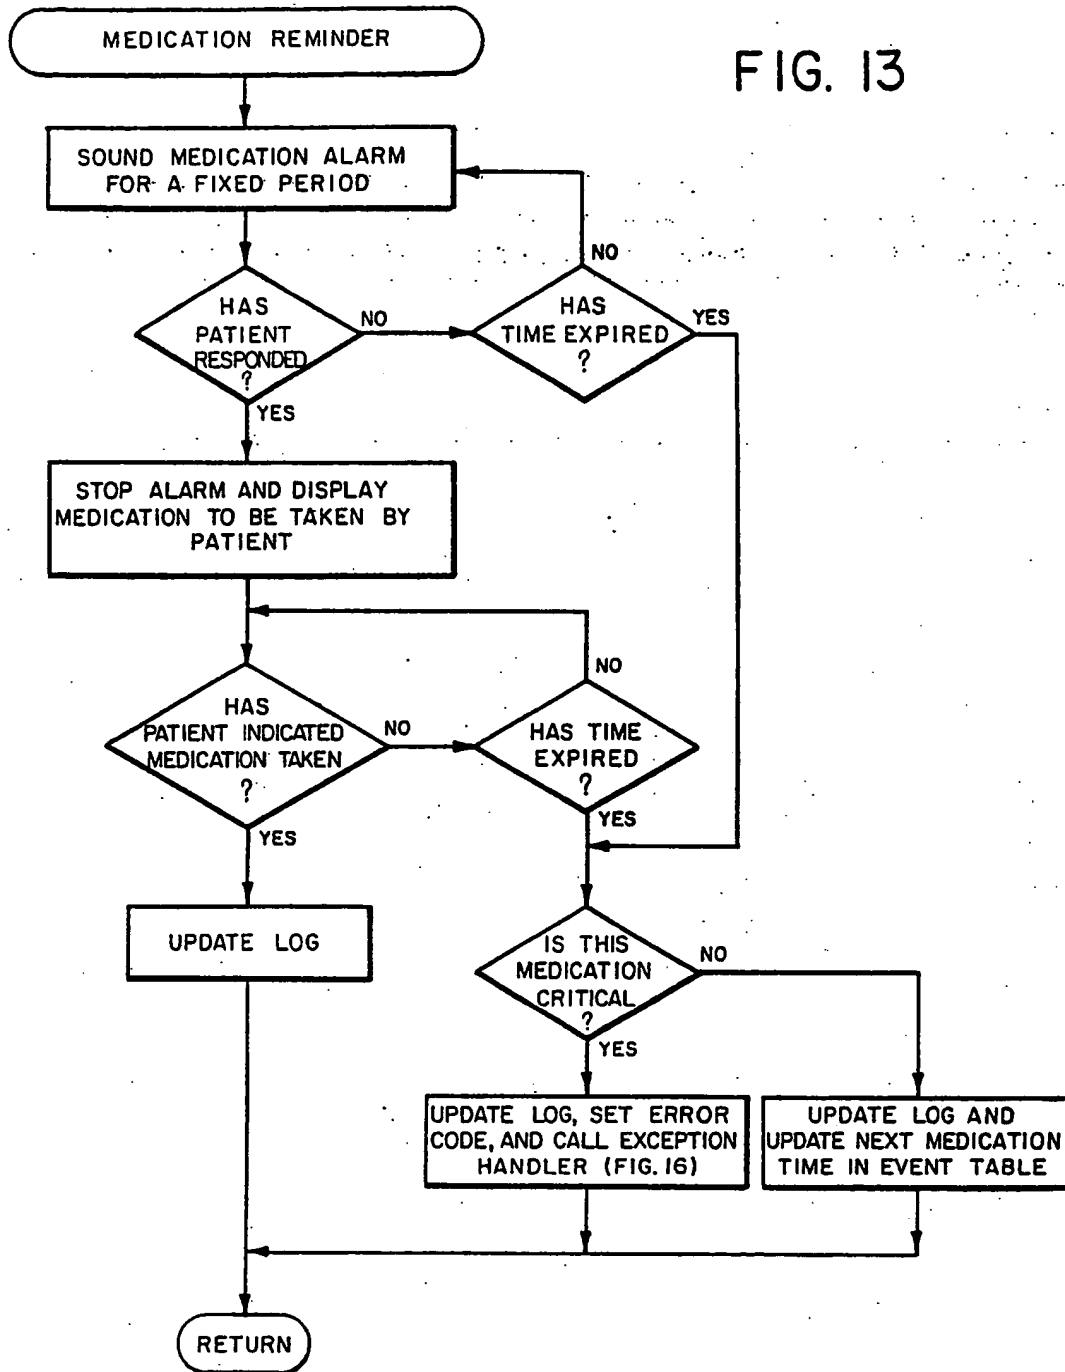 MEDICATION REMINDER
FIG. 13
SOUND MEDICATION ALARM
FOR A FIXED PERIOD
NO
HAS
PATIENT
RESPONDED
?
NO
HAS
TIME EXPIRED
?
YES
YES
STOP ALARM AND DISPLAY
MEDICATION TO BE TAKEN BY
PATIENT
NO
HAS
PATIENT INDICATED
MEDICATION TAKEN
?
NO
HAS TIME
EXPIRED
?
YES
YES
UPDATE LOG
IS THIS
MEDICATION
CRITICAL
?
NO
YES
UPDATE LOG, SET ERROR
CODE, AND CALL EXCEPTION
HANDLER (FIG. 16)
UPDATE LOG AND
UPDATE NEXT MEDICATION
TIME IN EVENT TABLE
RETURN